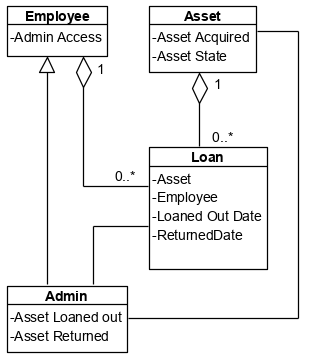 Employee
-Admin Access
Asset
-Asset Acquired
-Asset State
1
1
0..*
0..*
Loan
-Asset
-Employee
-Loaned Out Date
-ReturnedDate
Admin
-Asset Loaned out
-Asset Returned